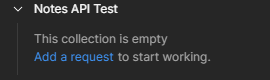 Notes API Test
This collection is empty
Add a request to start working.